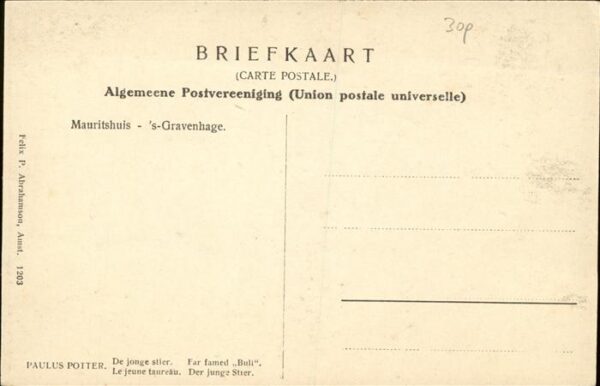 30p
BRIEFKAART
(CARTE POSTALE.)
Algemeene Postvereeniging (Union postale universelle)
Mauritshuis - 's-Gravenhage.
Felix P. Abrahamson, Amst. 1203
PAULUS POTTER. De jonge stier. Far famed „Bull".
Le jeune taureau. Der junge Stier.